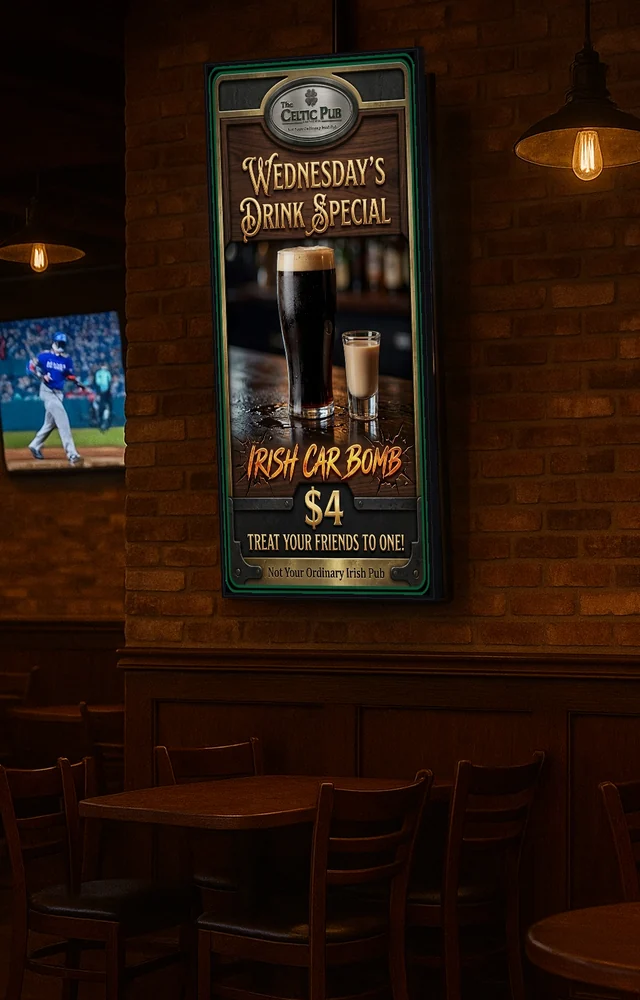 The
CELTIC PUB
WEDNESDAY'S
DRINK SPECIAL
IRISH CAR BOMB
$4
TREAT YOUR FRIENDS TO ONE!
Not Your Ordinary Irish Pub